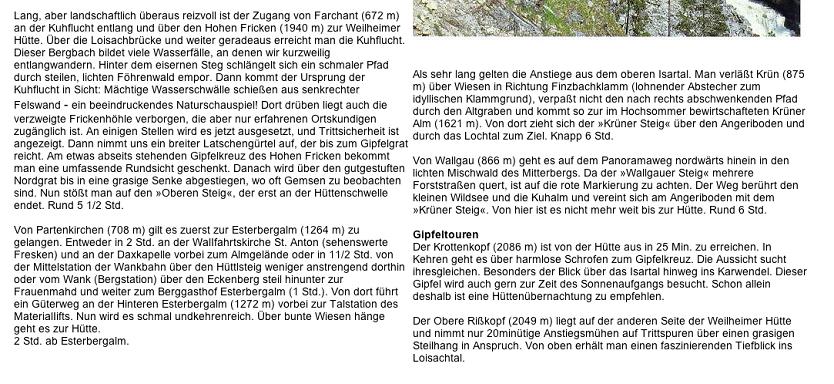 Lang, aber landschaftlich überaus reizvoll ist der Zugang von Farchant (672 m)
an der Kuhflucht entlang und über den Hohen Fricken (1940 m) zur Weilheimer
Hütte. Über die Loisachbrücke und weiter geradeaus erreicht man die Kuhflucht.
Dieser Bergbach bildet viele Wasserfälle, an denen wir kurzweilig
entlangwandern. Hinter dem eisernen Steg schlängelt sich ein schmaler Pfad
durch steilen, lichten Föhrenwald empor. Dann kommt der Ursprung der
Kuhflucht in Sicht: Mächtige Wasserschwälle schießen aus senkrechter
Felswand - ein beeindruckendes Naturschauspiel! Dort drüben liegt auch die
verzweigte Frickenhöhle verborgen, die aber nur erfahrenen Ortskundigen
zugänglich ist. An einigen Stellen wird es jetzt ausgesetzt, und Trittsicherheit ist
angezeigt. Dann nimmt uns ein breiter Latschengürtel auf, der bis zum Gipfelgrat
reicht. Am etwas abseits stehenden Gipfelkreuz des Hohen Fricken bekommt
man eine umfassende Rundsicht geschenkt. Danach wird über den gutgestuften
Nordgrat bis in eine grasige Senke abgestiegen, wo oft Gemsen zu beobachten
sind. Nun stößt man auf den »Oberen Steig«, der erst an der Hüttenschwelle
endet. Rund 5 1/2 Std.

Von Partenkirchen (708 m) gilt es zuerst zur Esterbergalm (1264 m) zu
gelangen. Entweder in 2 Std. an der Wallfahrtskirche St. Anton (sehenswerte
Fresken) und an der Daxkapelle vorbei zum Almgelände oder in 11/2 Std. von
der Mittelstation der Wankbahn über den Hüttlsteig weniger anstrengend dorthin
oder vom Wank (Bergstation) über den Eckenberg steil hinunter zur
Frauenmahd und weiter zum Berggasthof Esterbergalm (1 Std.). Von dort führt
ein Güterweg an der Hinteren Esterbergalm (1272 m) vorbei zur Talstation des
Materiallifts. Nun wird es schmal undkehrenreich. Über bunte Wiesen hänge
geht es zur Hütte.
2 Std. ab Esterbergalm.

Als sehr lang gelten die Anstiege aus dem oberen Isartal. Man verläßt Krün (875
m) über Wiesen in Richtung Finzbachklamm (lohnender Abstecher zum
idyllischen Klammgrund), verpaßt nicht den nach rechts abschwenkenden Pfad
durch den Altgraben und kommt so zur im Hochsommer bewirtschafteten Krüner
Alm (1621 m). Von dort zieht sich der »Krüner Steig« über den Angeriboden und
durch das Lochtal zum Ziel. Knapp 6 Std.

Von Wallgau (866 m) geht es auf dem Panoramaweg nordwärts hinein in den
lichten Mischwald des Mitterbergs. Da der »Wallgauer Steig« mehrere
Forststraßen quert, ist auf die rote Markierung zu achten. Der Weg berührt den
kleinen Wildsee und die Kuhalm und vereint sich am Angeriboden mit dem
»Krüner Steig«. Von hier ist es nicht mehr weit bis zur Hütte. Rund 6 Std.

Gipfeltouren
Der Krottenkopf (2086 m) ist von der Hütte aus in 25 Min. zu erreichen. In
Kehren geht es über harmlose Schrofen zum Gipfelkreuz. Die Aussicht sucht
ihresgleichen. Besonders der Blick über das Isartal hinweg ins Karwendel. Dieser
Gipfel wird auch gern zur Zeit des Sonnenaufgangs besucht. Schon allein
deshalb ist eine Hüttenübernachtung zu empfehlen.

Der Obere Rißkopf (2049 m) liegt auf der anderen Seite der Weilheimer Hütte
und nimmt nur 20minütige Anstiegsmühen auf Trittspuren über einen grasigen
Steilhang in Anspruch. Von oben erhält man einen faszinierenden Tiefblick ins
Loisachtal.